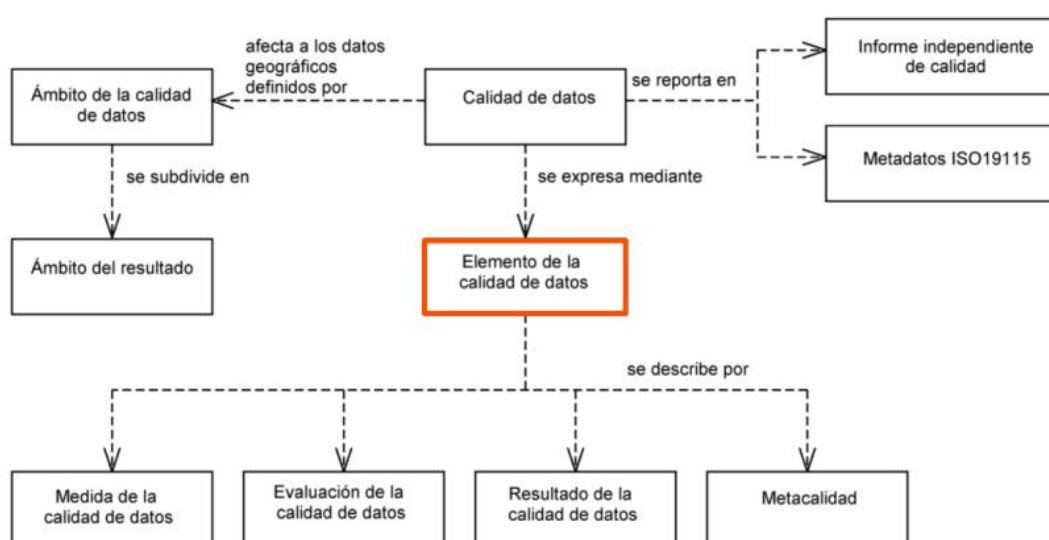 afecta a los datos
geográficos
definidos por
Ámbito de la calidad
de datos
Calidad de datos
se reporta en
Informe independiente
de calidad
Metadatos ISO19115
se subdivide en
se expresa mediante
Ámbito del resultado
Elemento de la
calidad de datos
se describe por
Medida de la
calidad de datos
Evaluación de la
calidad de datos
Resultado de la
calidad de datos
Metacalidad